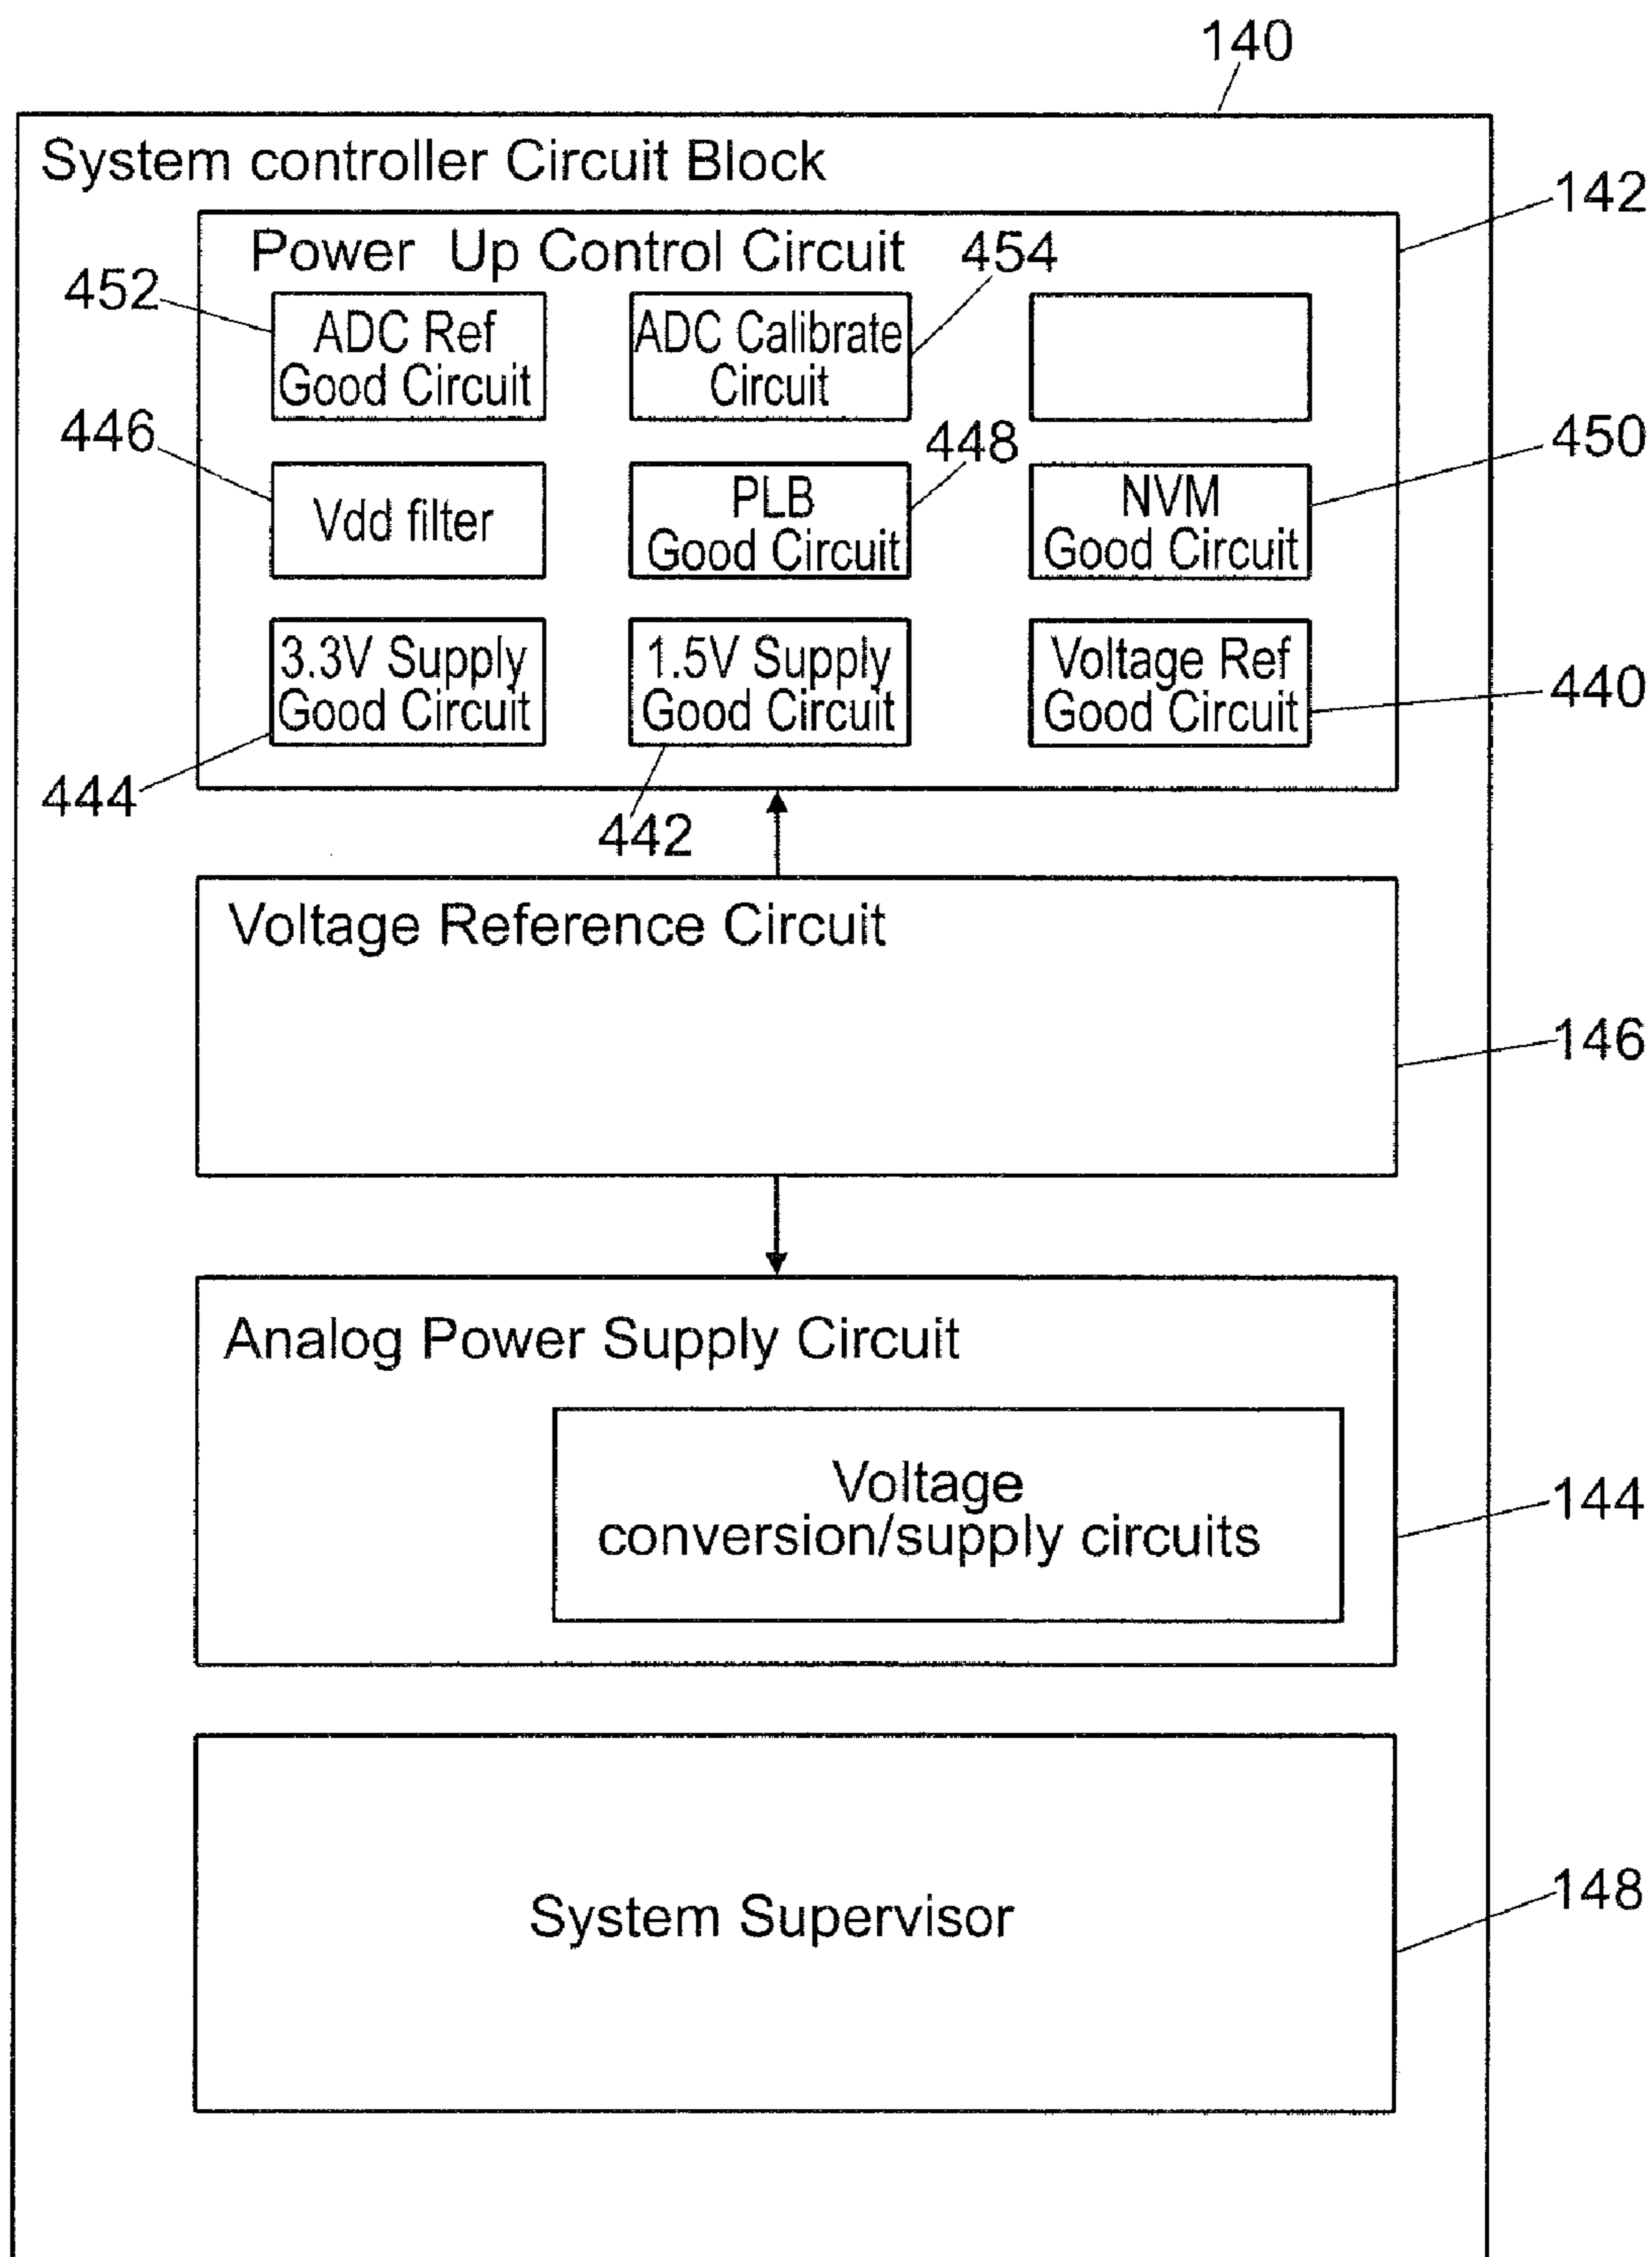 140
System controller Circuit Block
142
Power Up Control Circuit
454
452
ADC Ref
Good Circuit
ADC Calibrate
Circuit
446
448
450
Vdd filter
PLB
Good Circuit
NVM
Good Circuit
3.3V Supply
Good Circuit
1.5V Supply
Good Circuit
Voltage Ref
Good Circuit
440
444
442
Voltage Reference Circuit
146
Analog Power Supply Circuit
Voltage
conversion/supply circuits
144
System Supervisor
148